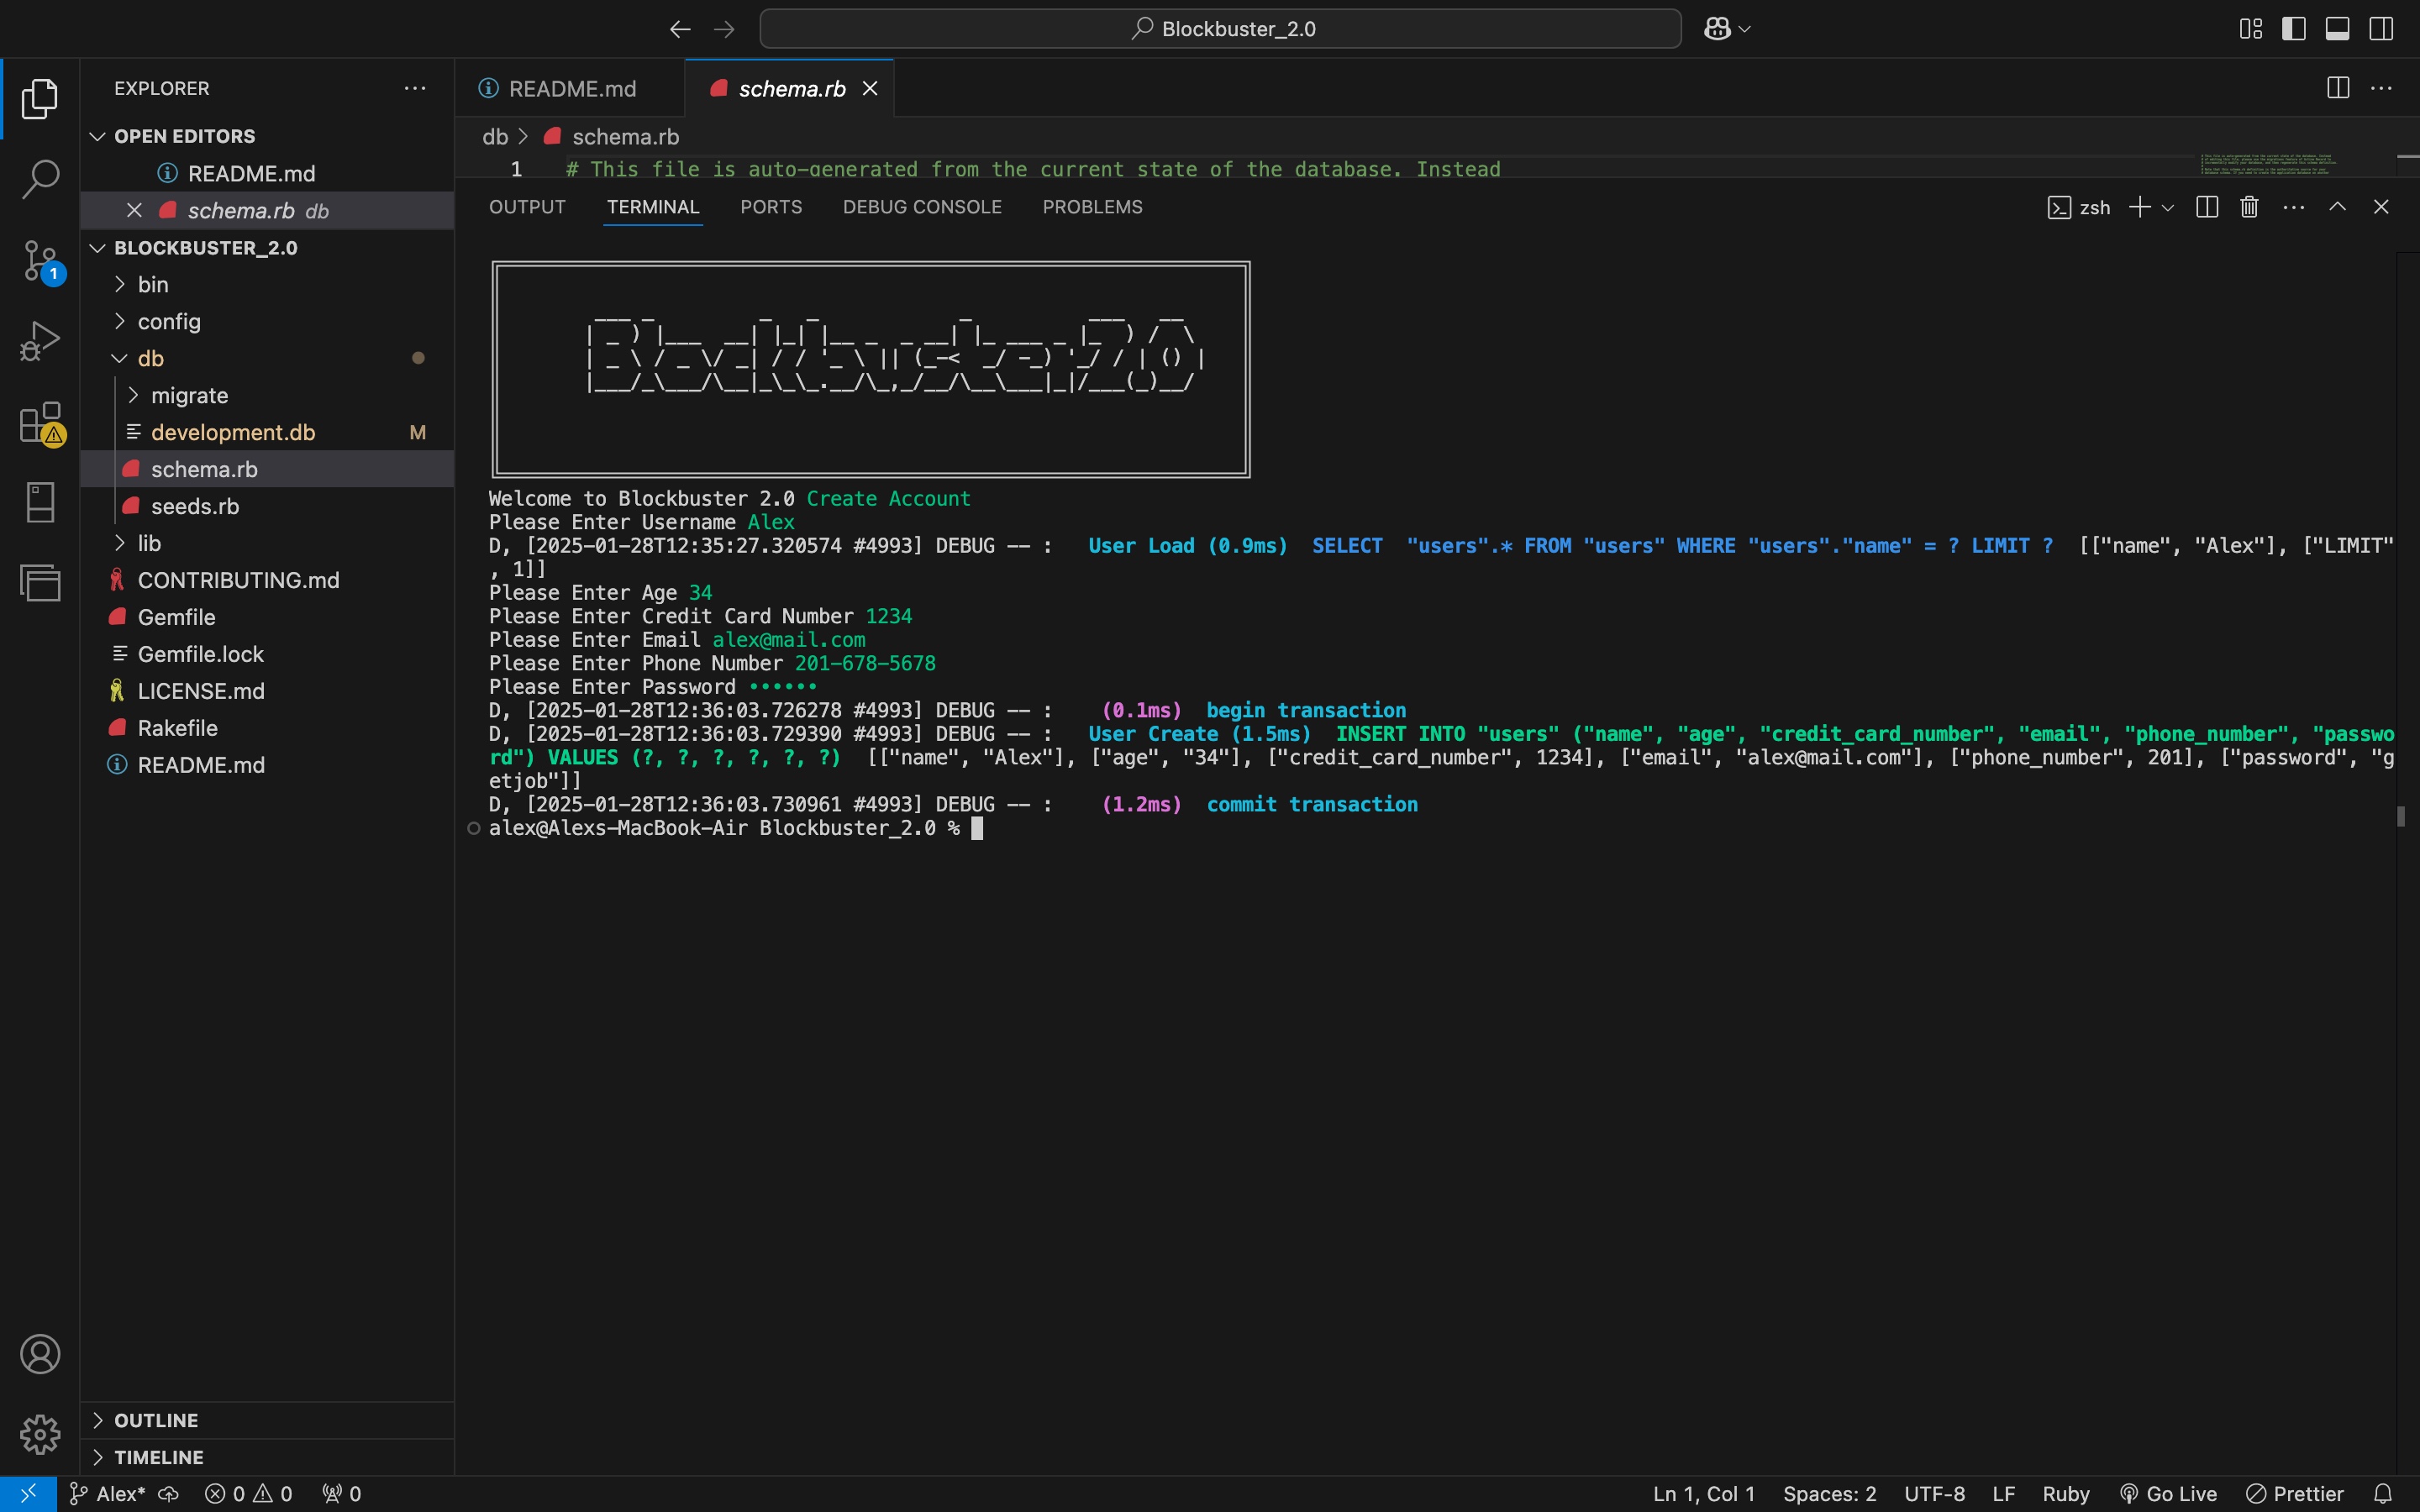 Blockbuster_2.0
EXPLORER
OPEN EDITORS
README.md
schema.rb db
BLOCKBUSTER_2.0
bin
config
db
migrate
development.db M
schema.rb
seeds.rb
lib
CONTRIBUTING.md
Gemfile
Gemfile.lock
LICENSE.md
Rakefile
README.md
OUTLINE
TIMELINE
1
README.md
schema.rb
db > schema.rb
1 # This file is auto-generated from the current state of the database. Instead
OUTPUT TERMINAL PORTS DEBUG CONSOLE PROBLEMS
zsh
Welcome to Blockbuster 2.0 Create Account
Please Enter Username Alex
D, [2025-01-28T12:35:27.320574 #4993] DEBUG -- :   User Load (0.9ms)  SELECT  "users".* FROM "users" WHERE "users"."name" = ? LIMIT ?  [["name", "Alex"], ["LIMIT"
, 1]]
Please Enter Age 34
Please Enter Credit Card Number 1234
Please Enter Email alex@mail.com
Please Enter Phone Number 201-678-5678
Please Enter Password ••••••
D, [2025-01-28T12:36:03.726278 #4993] DEBUG -- :    (0.1ms)  begin transaction
D, [2025-01-28T12:36:03.729390 #4993] DEBUG -- :   User Create (1.5ms)  INSERT INTO "users" ("name", "age", "credit_card_number", "email", "phone_number", "passwo
rd") VALUES (?, ?, ?, ?, ?, ?)  [["name", "Alex"], ["age", "34"], ["credit_card_number", 1234], ["email", "alex@mail.com"], ["phone_number", 201], ["password", "g
etjob"]]
D, [2025-01-28T12:36:03.730961 #4993] DEBUG -- :    (1.2ms)  commit transaction
alex@Alexs-MacBook-Air Blockbuster_2.0 %
Alex* 0 0 0
Ln 1, Col 1 Spaces: 2 UTF-8 LF Ruby Go Live Prettier